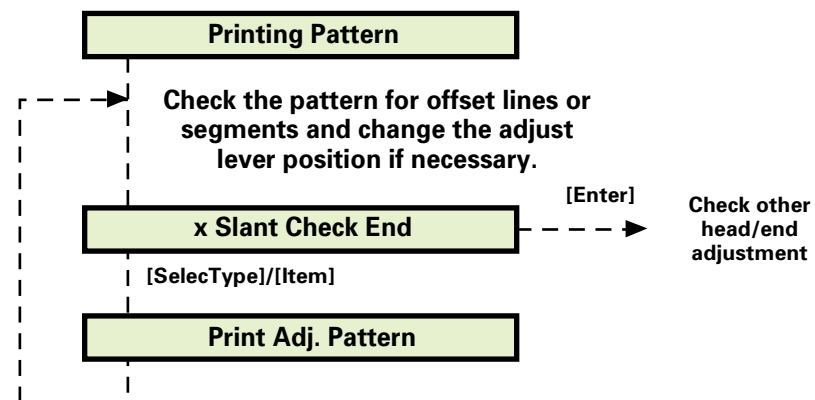 Printing Pattern
Check the pattern for offset lines or
segments and change the adjust
lever position if necessary.
[Enter]
x Slant Check End
Check other
head/end
adjustment
[SelecType]/[Item]
Print Adj. Pattern